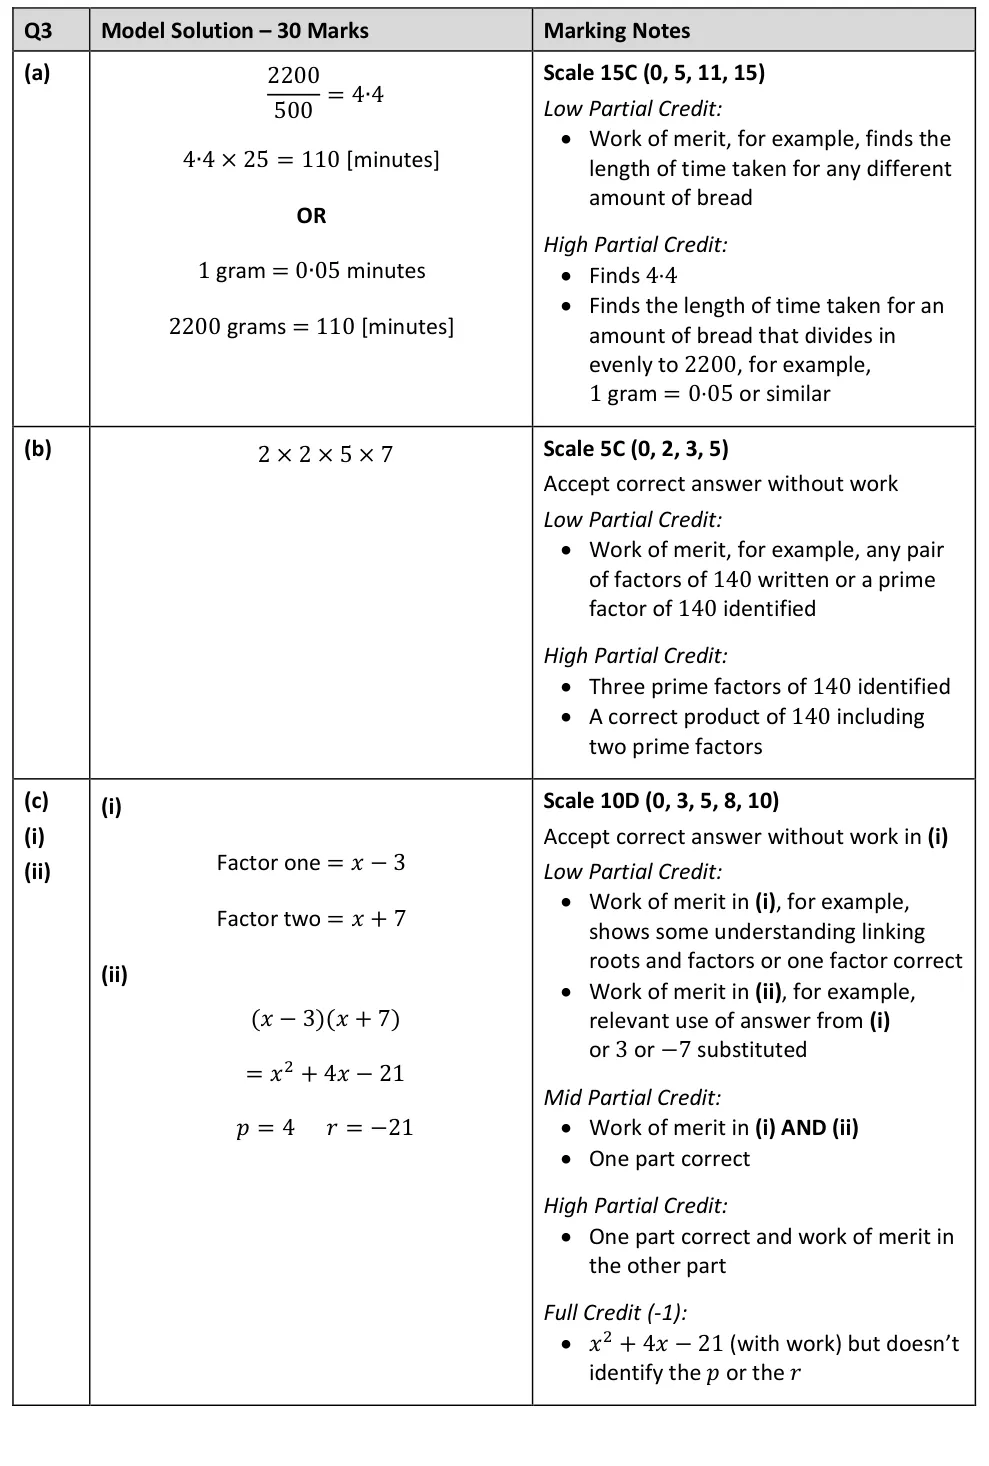 Q3 Model Solution – 30 Marks Marking Notes
(a)
2200
500
= 4·4
4·4 × 25 = 110 [minutes]
OR
1 gram = 0·05 minutes
2200 grams = 110 [minutes]
Scale 15C (0, 5, 11, 15)
Low Partial Credit:
• Work of merit, for example, finds the
length of time taken for any different
amount of bread
High Partial Credit:
• Finds 4·4
• Finds the length of time taken for an
amount of bread that divides in
evenly to 2200, for example,
1 gram = 0·05 or similar
(b)
2 × 2 × 5 × 7
Scale 5C (0, 2, 3, 5)
Accept correct answer without work
Low Partial Credit:
• Work of merit, for example, any pair
of factors of 140 written or a prime
factor of 140 identified
High Partial Credit:
• Three prime factors of 140 identified
• A correct product of 140 including
two prime factors
(c)
(i)
(ii)
(i)
Factor one = x − 3
Factor two = x + 7
(ii)
(x − 3)(x + 7)
= x² + 4x − 21
p = 4 r = −21
Scale 10D (0, 3, 5, 8, 10)
Accept correct answer without work in (i)
Low Partial Credit:
• Work of merit in (i), for example,
shows some understanding linking
roots and factors or one factor correct
• Work of merit in (ii), for example,
relevant use of answer from (i)
or 3 or −7 substituted
Mid Partial Credit:
• Work of merit in (i) AND (ii)
• One part correct
High Partial Credit:
• One part correct and work of merit in
the other part
Full Credit (-1):
• x² + 4x − 21 (with work) but doesn’t
identify the p or the r